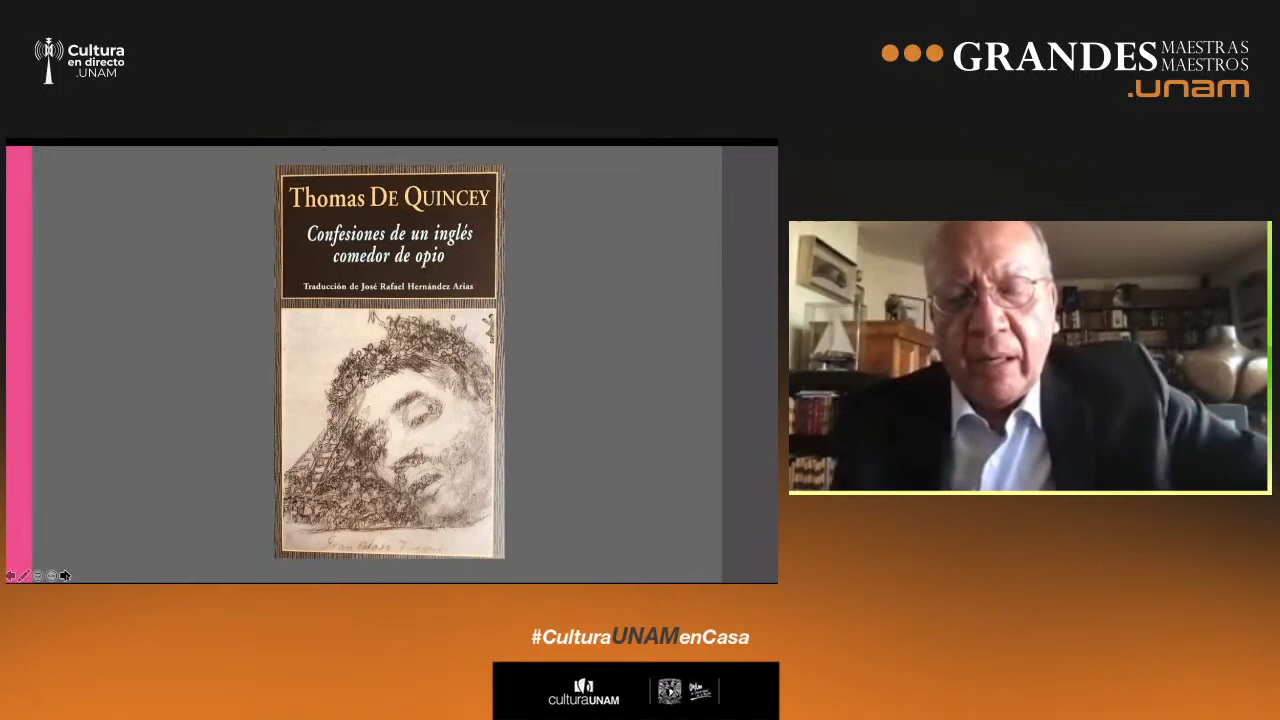 Cultura
en directo
.UNAM
GRANDES MAESTRAS
MAESTROS
.unam
Thomas DE QUINCEY
Confesiones de un inglés
comedor de opio
Traducción de José Rafael Hernández Arias
#CulturaUNAMenCasa
culturaUNAM